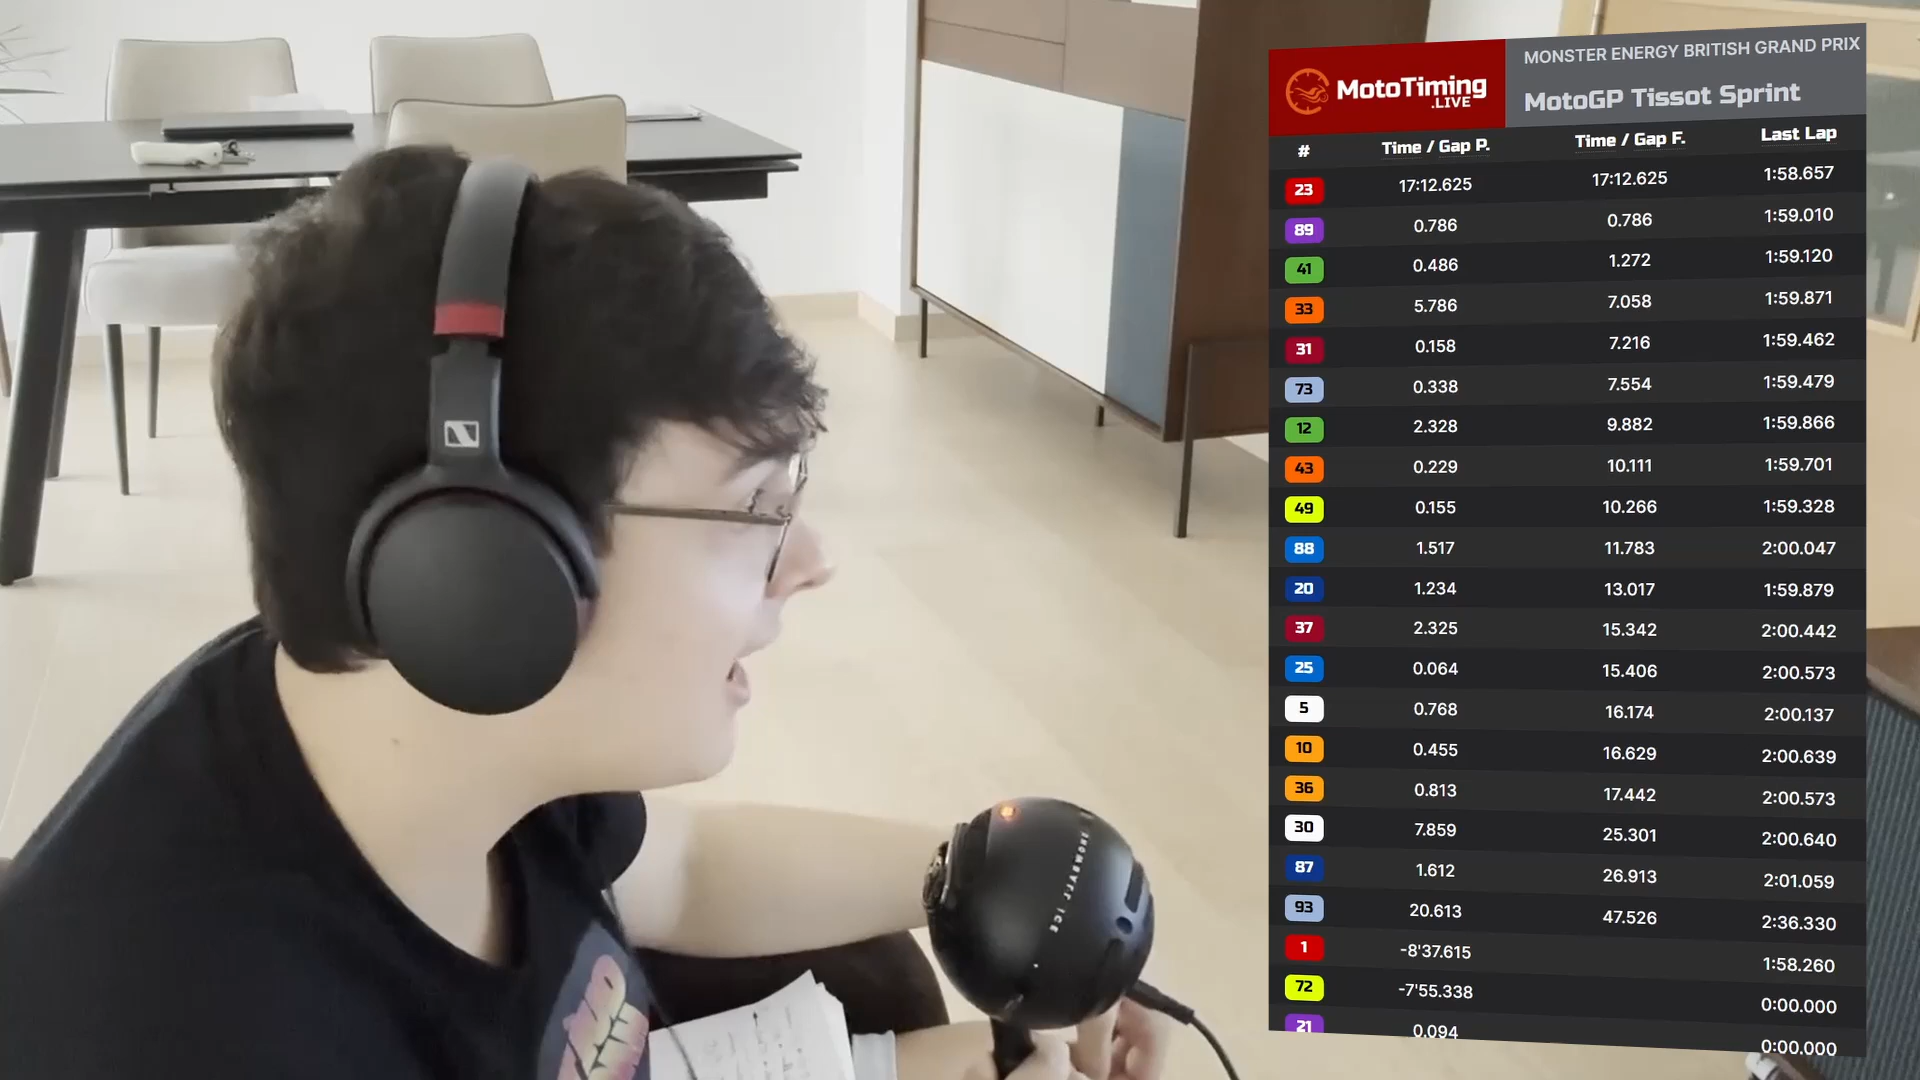 MotoTiming
.LIVE
MONSTER ENERGY BRITISH GRAND PRIX
MotoGP Tissot Sprint
# Time / Gap P. Time / Gap F. Last Lap
23 17:12.625 17:12.625 1:58.657
89 0.786 0.786 1:59.010
41 0.486 1.272 1:59.120
33 5.786 7.058 1:59.871
31 0.158 7.216 1:59.462
73 0.338 7.554 1:59.479
12 2.328 9.882 1:59.866
43 0.229 10.111 1:59.701
49 0.155 10.266 1:59.328
88 1.517 11.783 2:00.047
20 1.234 13.017 1:59.879
37 2.325 15.342 2:00.442
25 0.064 15.406 2:00.573
5 0.768 16.174 2:00.137
10 0.455 16.629 2:00.639
36 0.813 17.442 2:00.573
30 7.859 25.301 2:00.640
87 1.612 26.913 2:01.059
93 20.613 47.526 2:36.330
1 -8'37.615 1:58.260
72 -7'55.338 0:00.000
21 0.094 0:00.000
SNOWBALL iCE